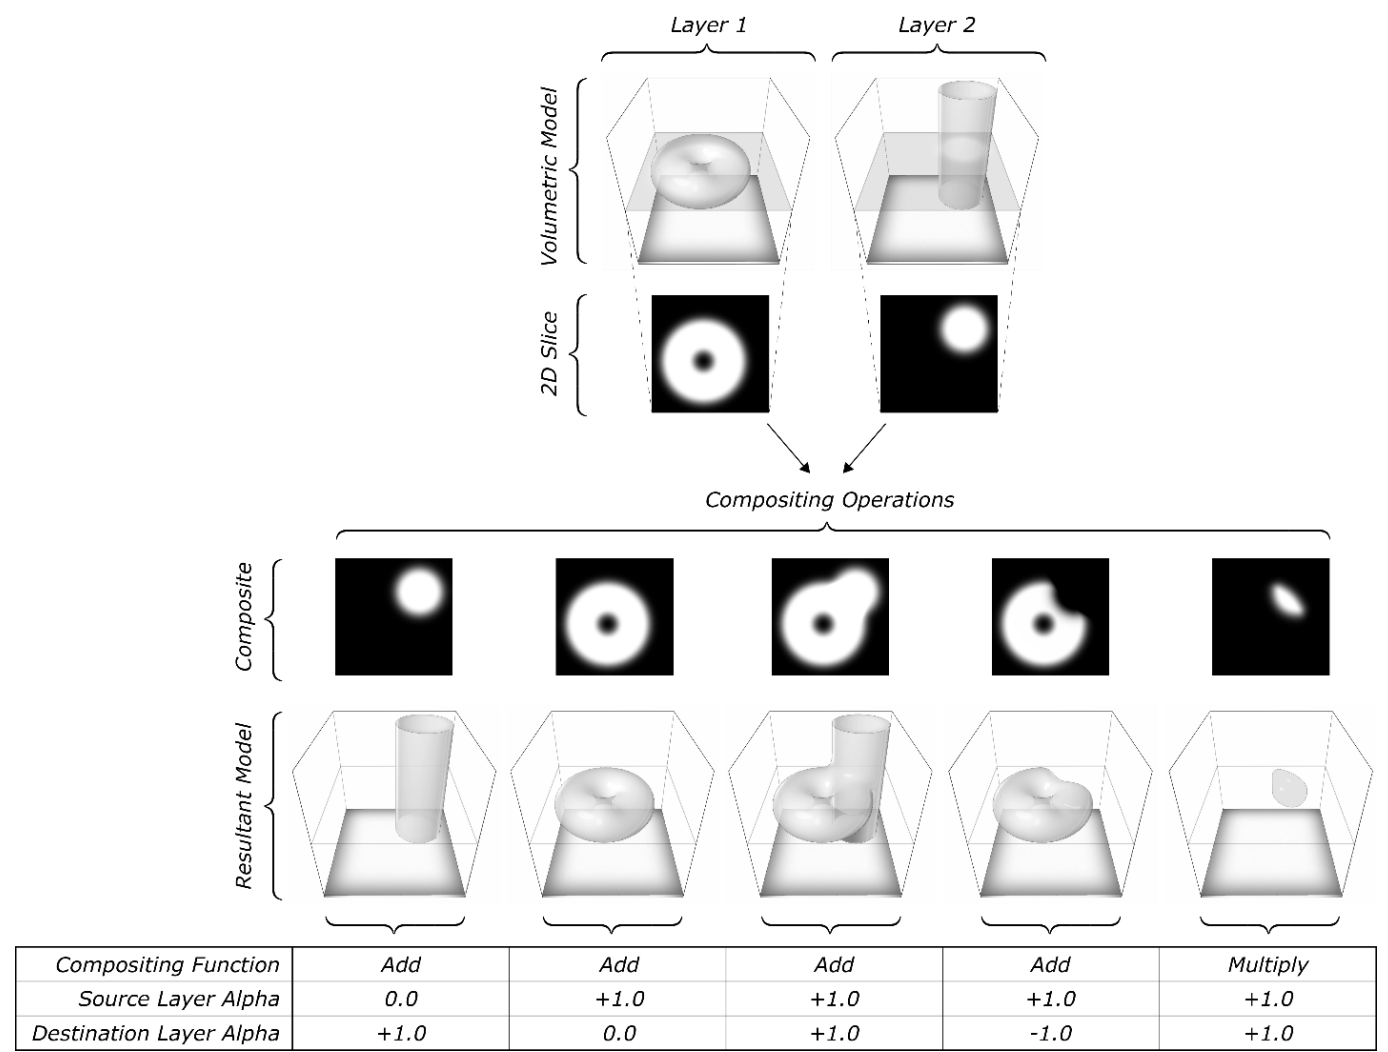 Layer 1
Layer 2
Volumetric Model
2D Slice
Compositing Operations
Composite
Resultant Model
Compositing Function Add Add Add Add Multiply
Source Layer Alpha 0.0 +1.0 +1.0 +1.0 +1.0
Destination Layer Alpha +1.0 0.0 +1.0 -1.0 +1.0